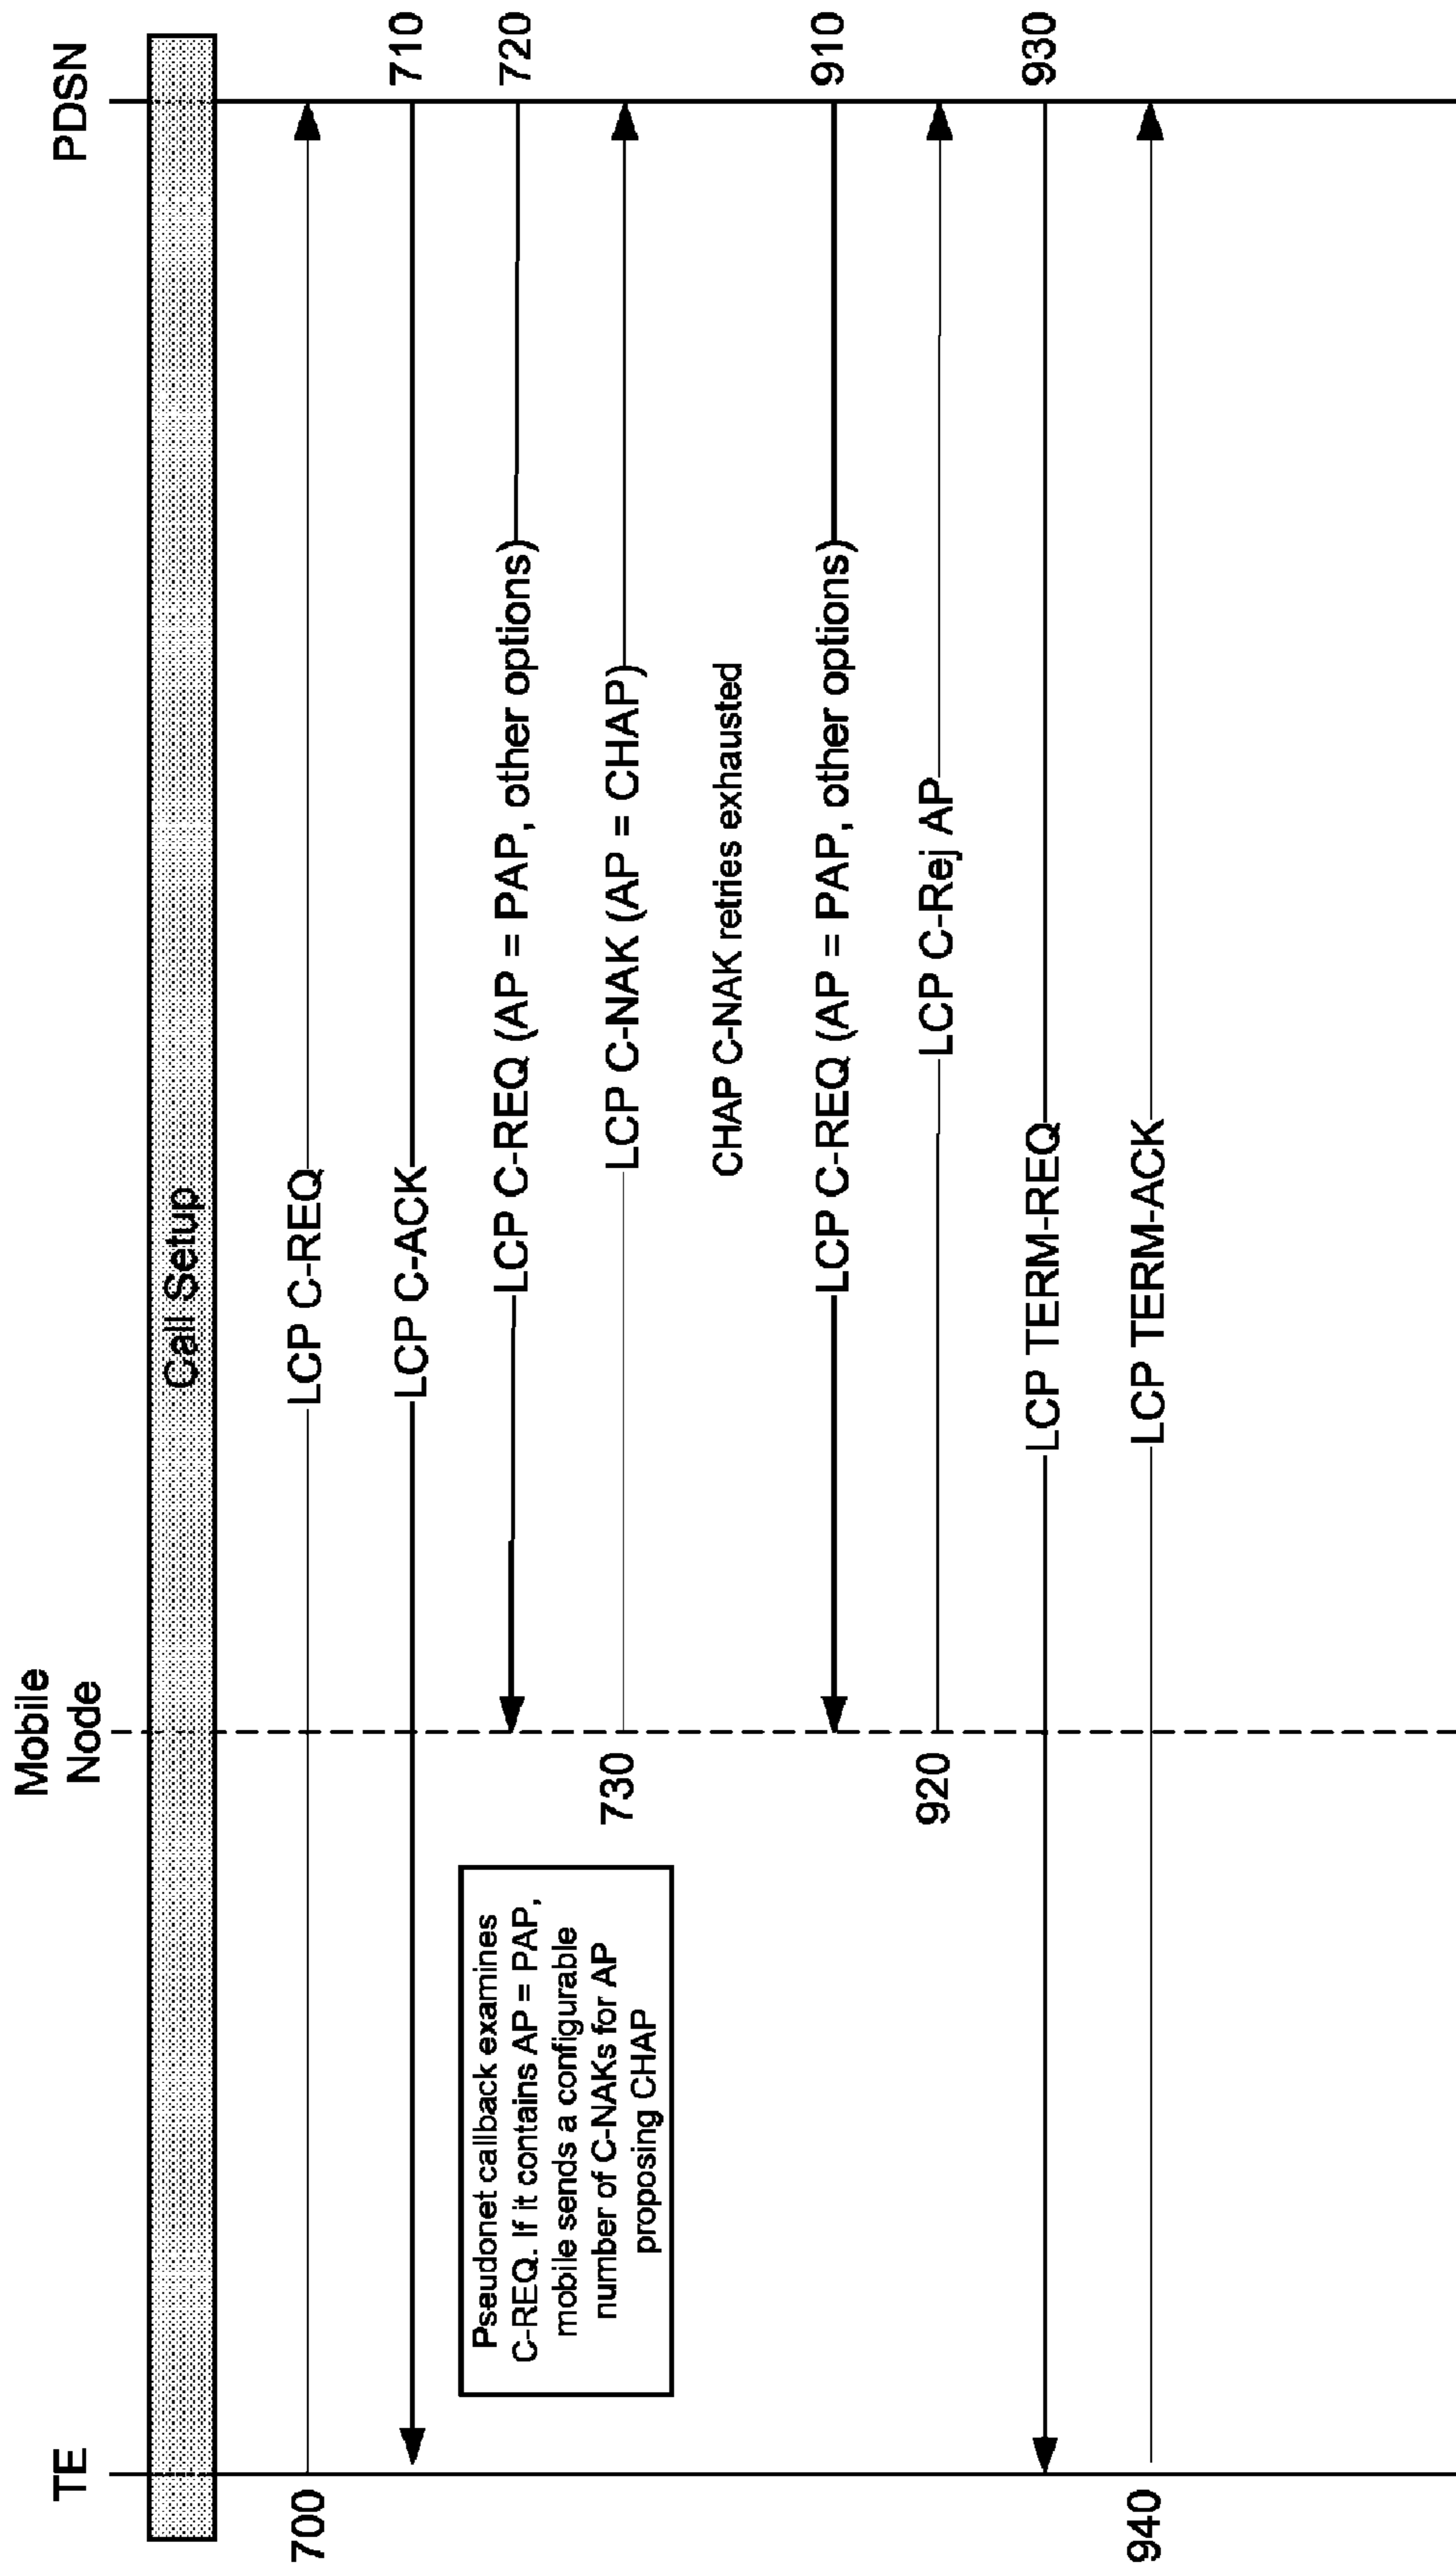 TE
Mobile
Node
PDSN
Call Setup
700
LCP C-REQ
LCP C-ACK
710
Pseudonet callback examines
C-REQ. If it contains AP = PAP,
mobile sends a configurable
number of C-NAKs for AP
proposing CHAP
LCP C-REQ (AP = PAP, other options)
720
730
LCP C-NAK (AP = CHAP)
CHAP C-NAK retries exhausted
LCP C-REQ (AP = PAP, other options)
910
920
LCP C-Rej AP
LCP TERM-REQ
930
940
LCP TERM-ACK